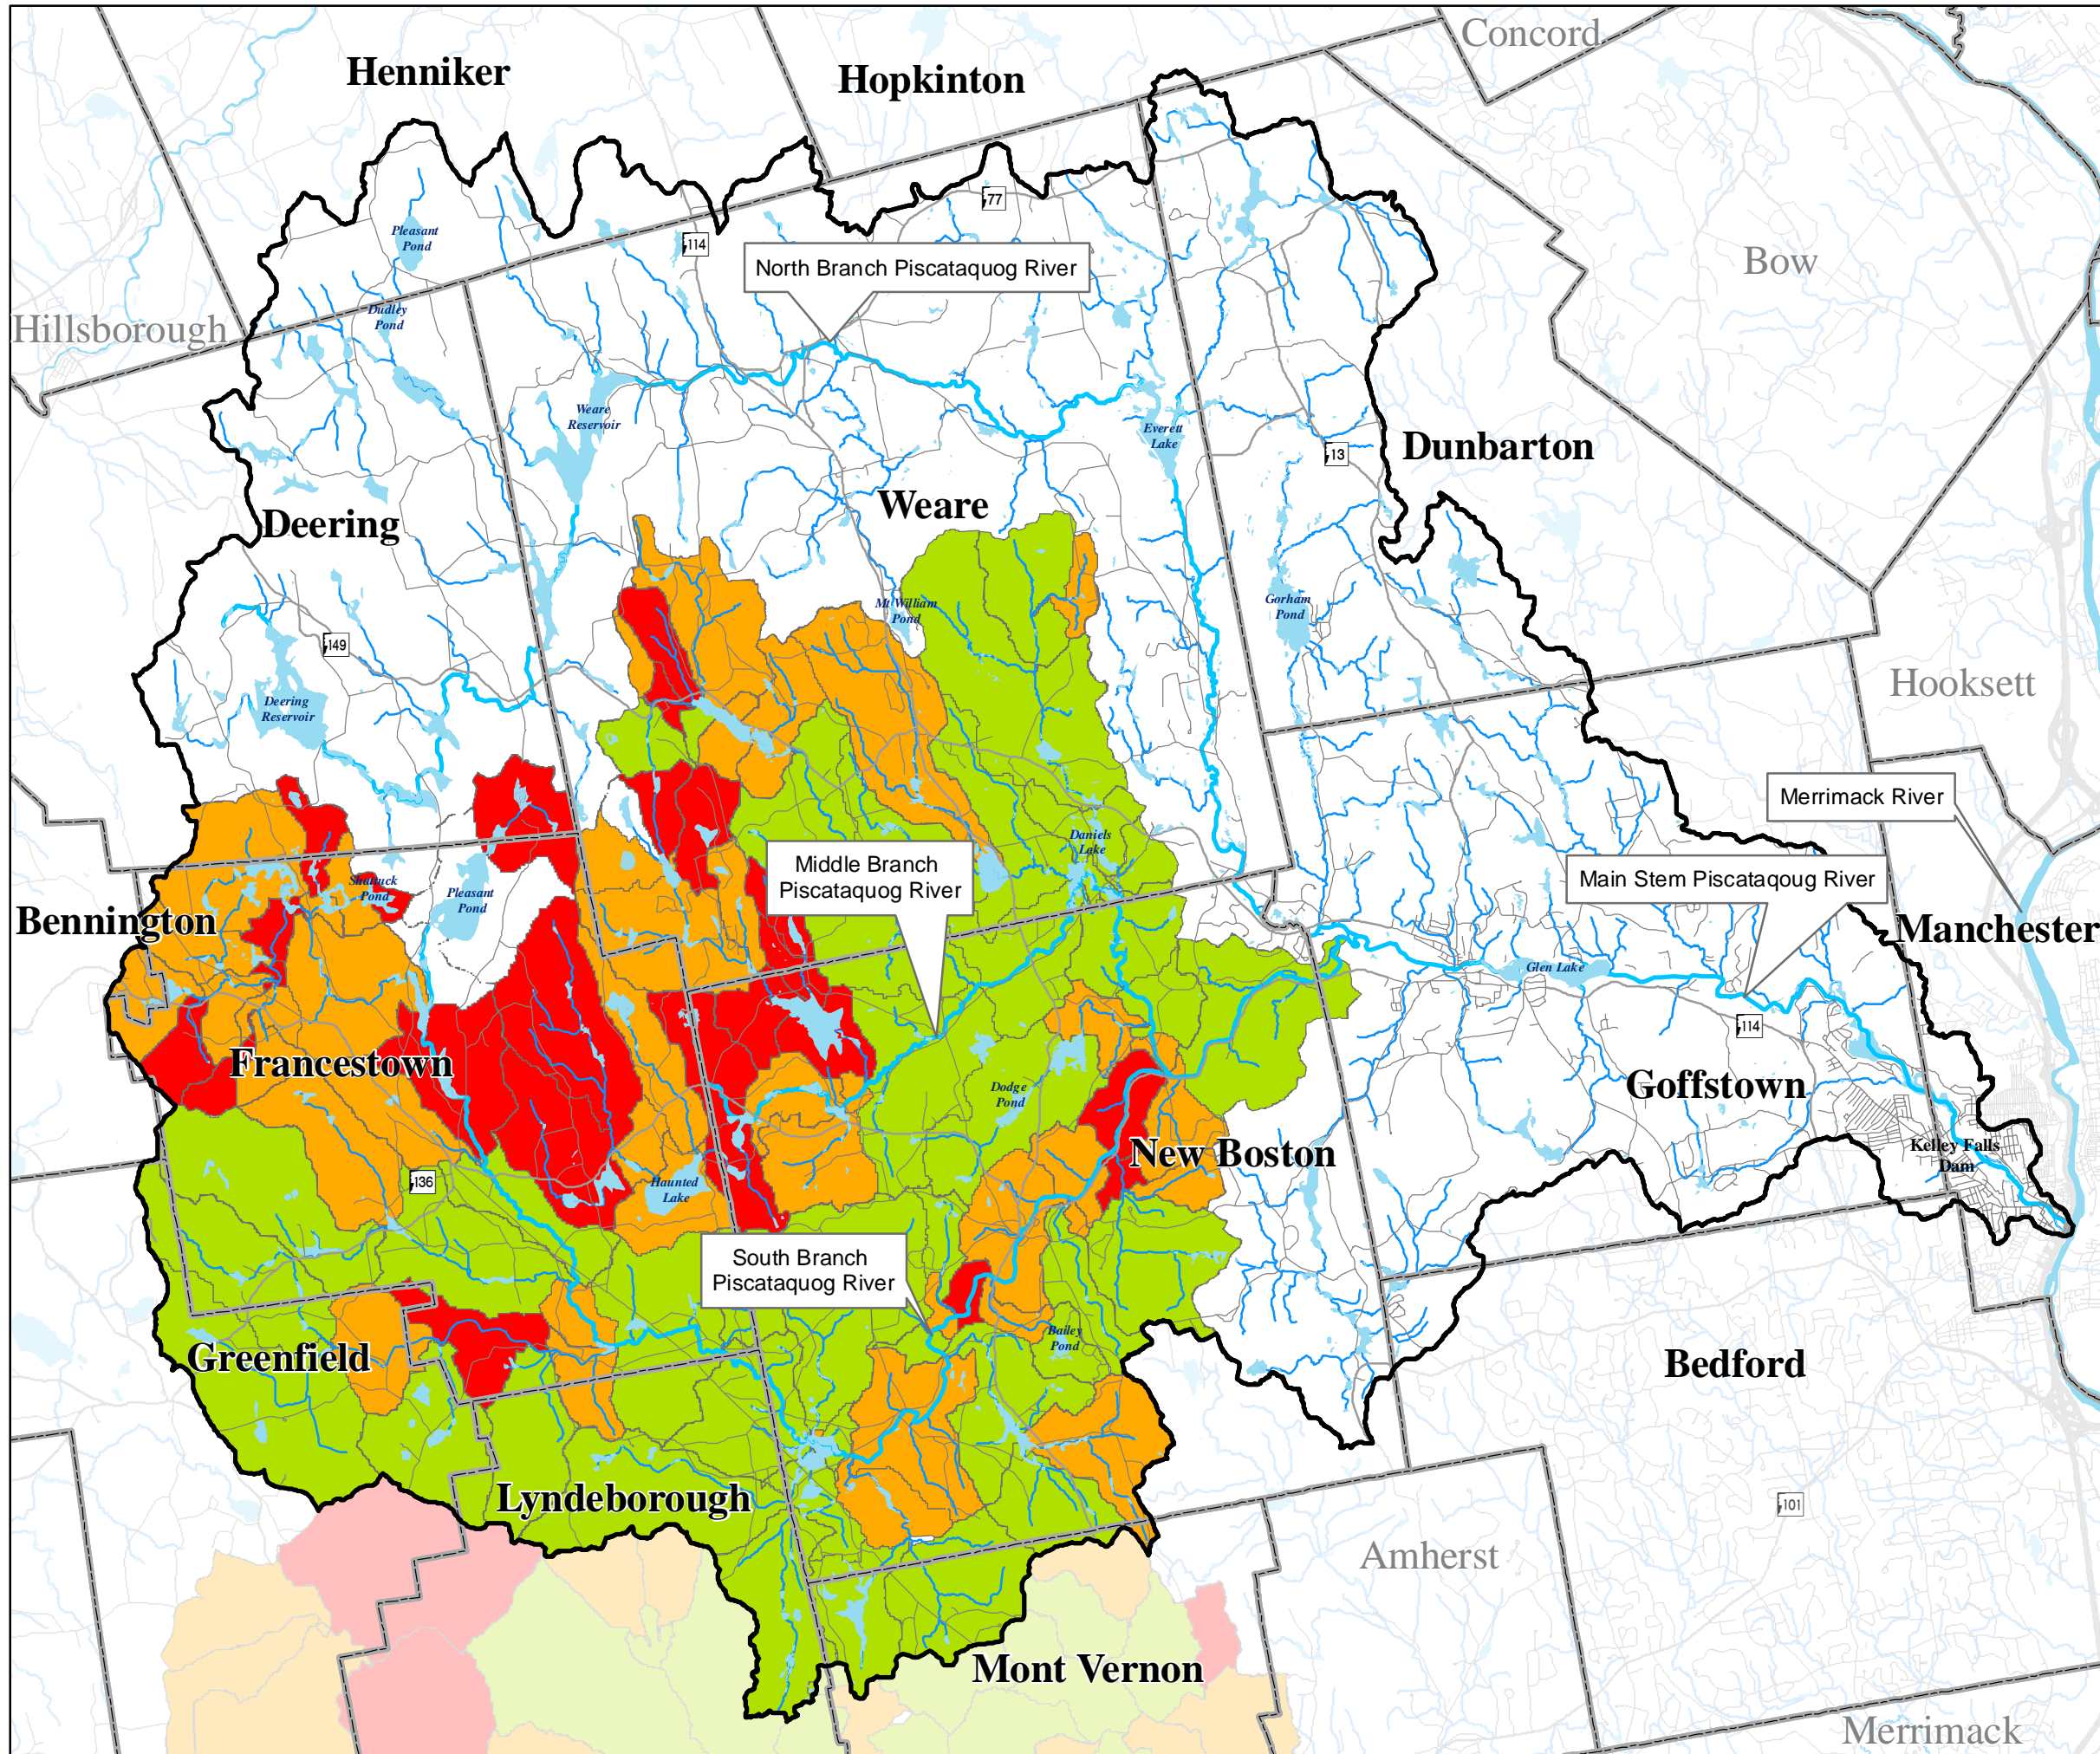 Concord
Henniker
Hopkinton
77
Pleasant
Pond
114
Bow
North Branch Piscataquog River
Hillsborough
Dudley
Pond
Weare
Reservoir
Everett
Lake
13
Dunbarton
Weare
Deering
Mt William
Pond
Gorham
Pond
149
Hooksett
Deering
Reservoir
Merrimack River
Daniels
Lake
Middle Branch
Piscataquog River
Main Stem Piscataqoug River
Shattuck
Pond
Pleasant
Pond
Bennington
Manchester
Glen Lake
114
Francestown
Dodge
Pond
Goffstown
New Boston
Kelley Falls
Dam
136
Haunted
Lake
South Branch
Piscataquog River
Bailey
Pond
Greenfield
Bedford
Lyndeborough
101
Amherst
Mont Vernon
Merrimack